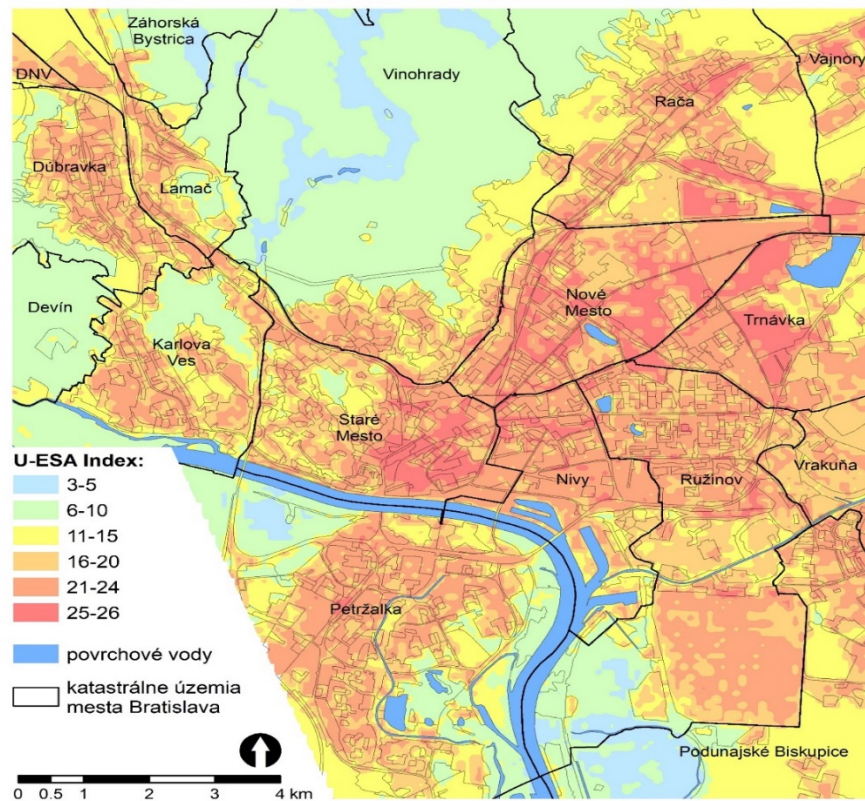 Záhorská
Bystrica
Vinohrady
Vajnory
DNV
Rača
Dúbravka
Lamač
Devín
Nové
Mesto
Trnávka
Karlova
Ves
Staré
Mesto
Vrakuňa
Nivy
Ružinov
U-ESA Index:
3-5
6-10
11-15
16-20
21-24
25-26
Petržalka
povrchové vody
katastrálne územia
mesta Bratislava
Podunajské Biskupice
0 0.5 1 2 3 4 km